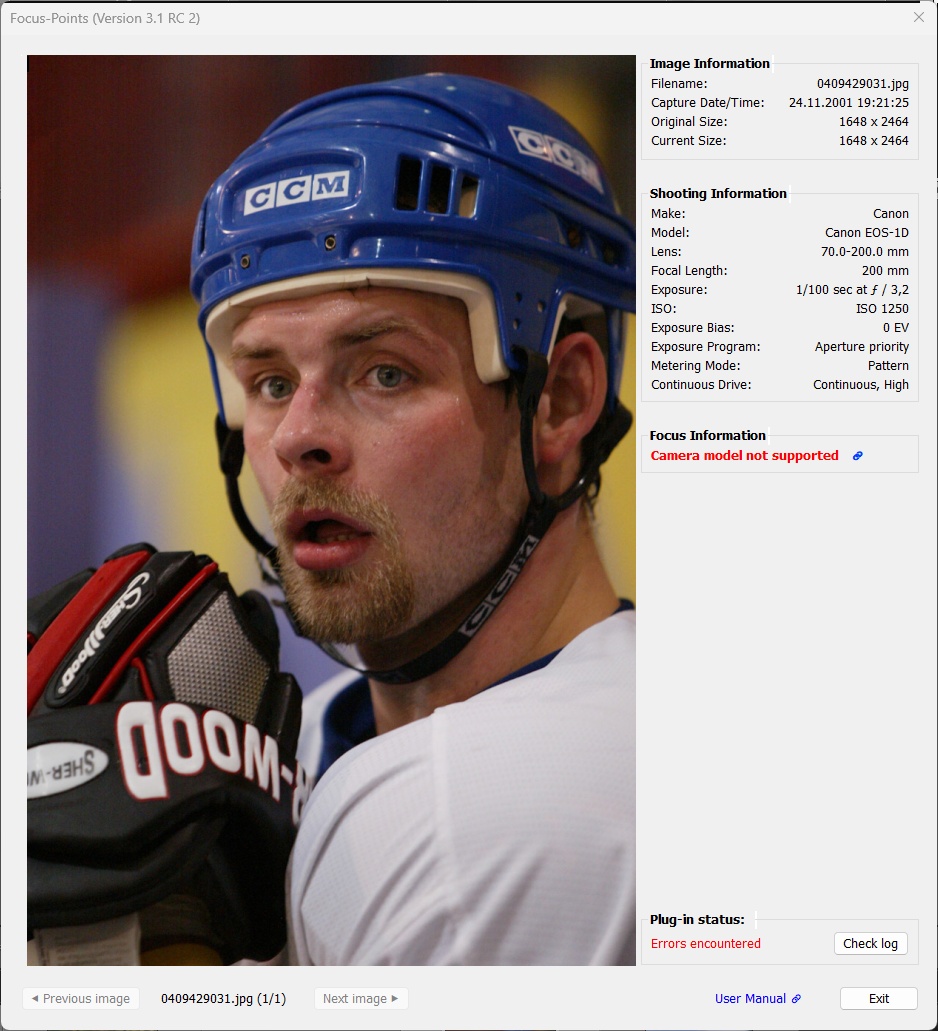 Focus-Points (Version 3.1 RC 2)
CCM
CCM
CCM
SHERWOOD
SHER-W
WOOD
Image Information
Filename: 0409429031.jpg
Capture Date/Time: 24.11.2001 19:21:25
Original Size: 1648 x 2464
Current Size: 1648 x 2464
Shooting Information
Make: Canon
Model: Canon EOS-1D
Lens: 70.0-200.0 mm
Focal Length: 200 mm
Exposure: 1/100 sec at ƒ / 3,2
ISO: ISO 1250
Exposure Bias: 0 EV
Exposure Program: Aperture priority
Metering Mode: Pattern
Continuous Drive: Continuous, High
Focus Information
Camera model not supported
Plug-in status:
Errors encountered Check log
Previous image 0409429031.jpg (1/1) Next image User Manual Exit